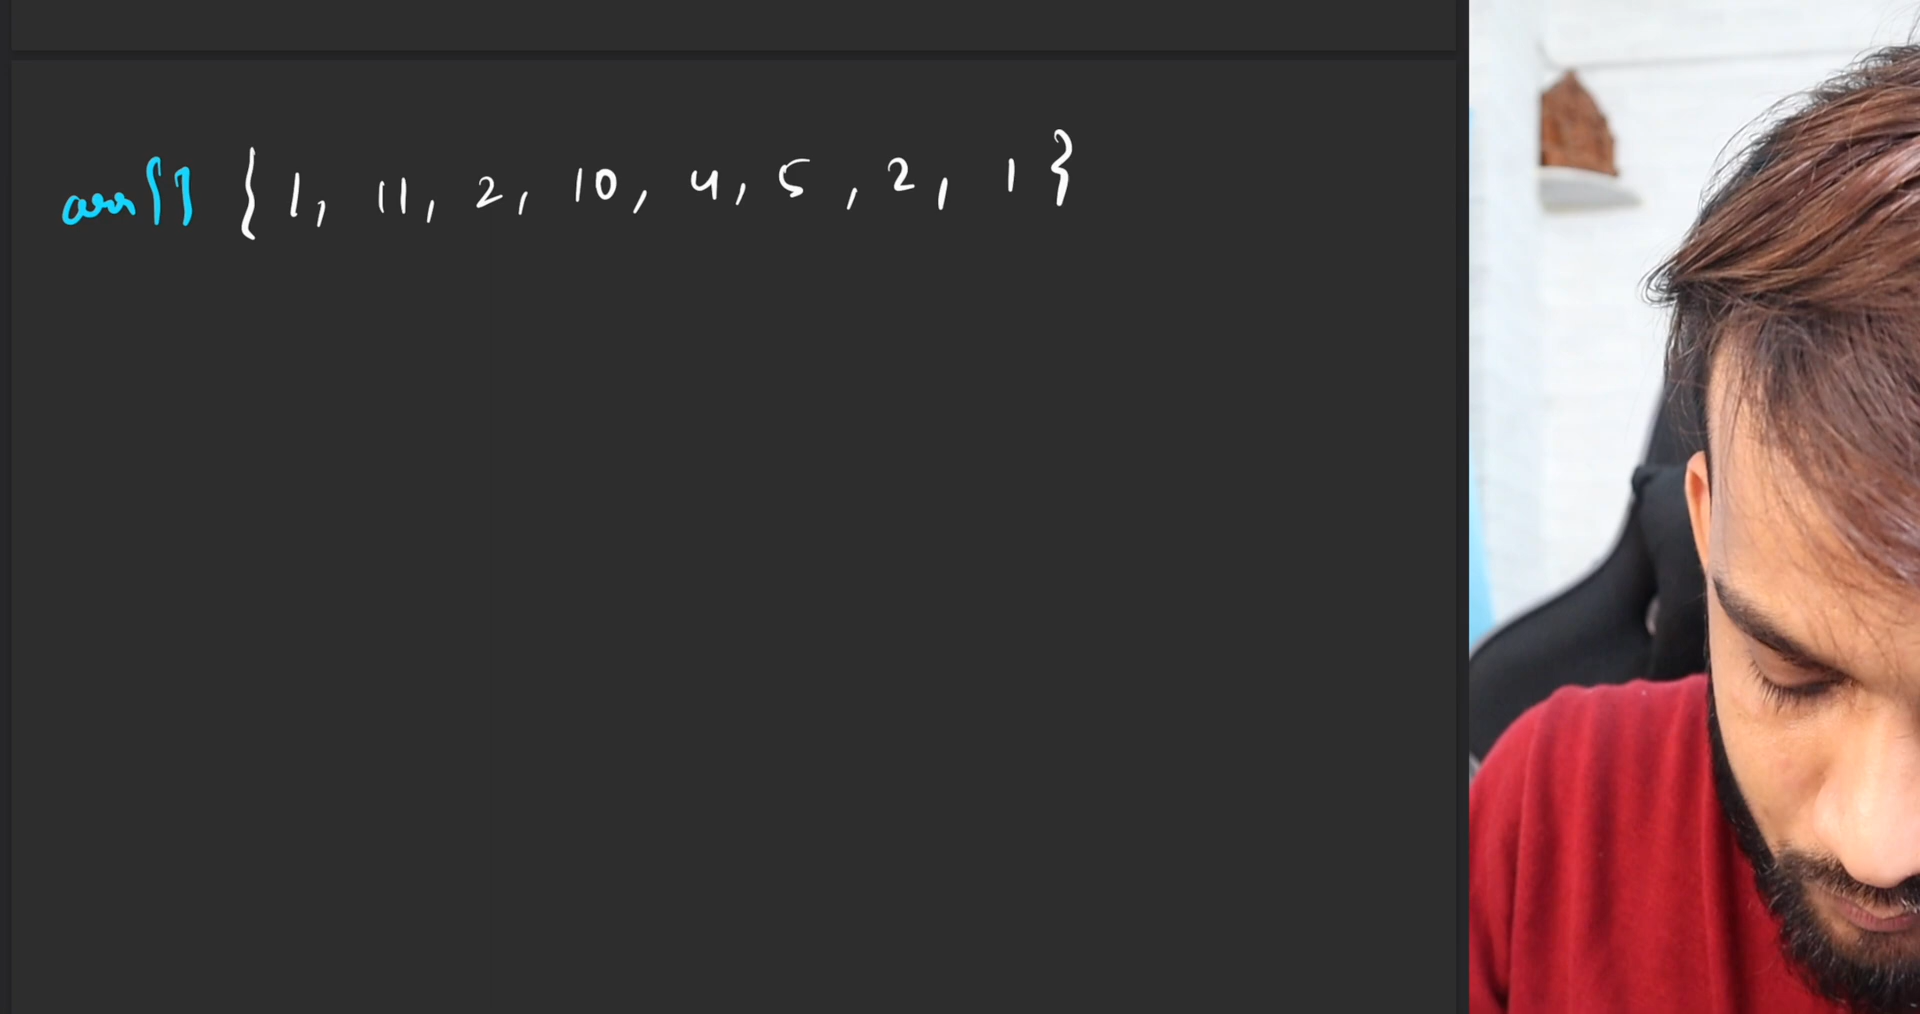 arr[] { 1, 11, 2, 10, 4, 5, 2, 1 }